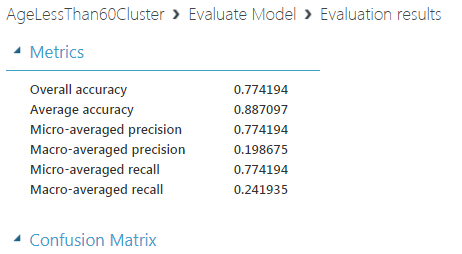 AgeLessThan60Cluster > Evaluate Model > Evaluation results
Metrics
Overall accuracy 0.774194
Average accuracy 0.887097
Micro-averaged precision 0.774194
Macro-averaged precision 0.198675
Micro-averaged recall 0.774194
Macro-averaged recall 0.241935
Confusion Matrix